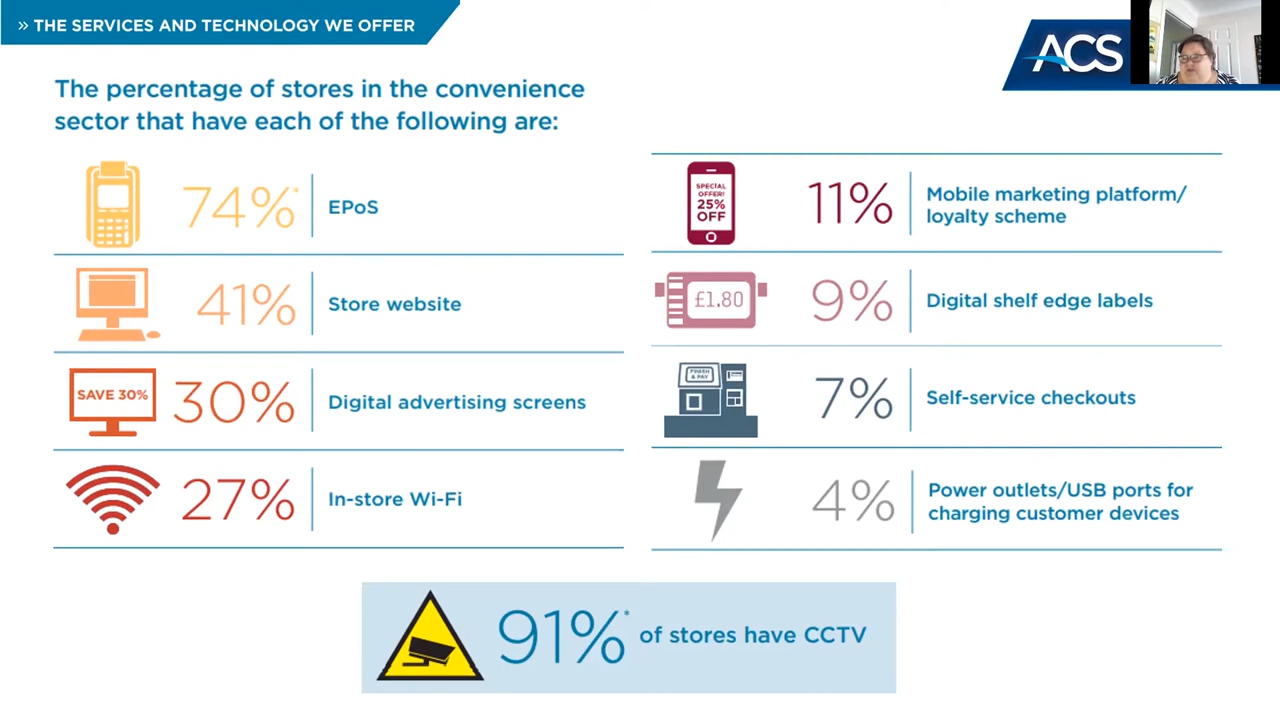 » THE SERVICES AND TECHNOLOGY WE OFFER
ACS
The percentage of stores in the convenience
sector that have each of the following are:
74%*
EPoS
41%
Store website
SAVE 30%
30%
Digital advertising screens
27%
In-store Wi-Fi
SPECIAL
OFFER!
25%
OFF
11%
Mobile marketing platform/
loyalty scheme
£1.80
9%
Digital shelf edge labels
FINISH
& PAY
7%
Self-service checkouts
4%
Power outlets/USB ports for
charging customer devices
91%* of stores have CCTV